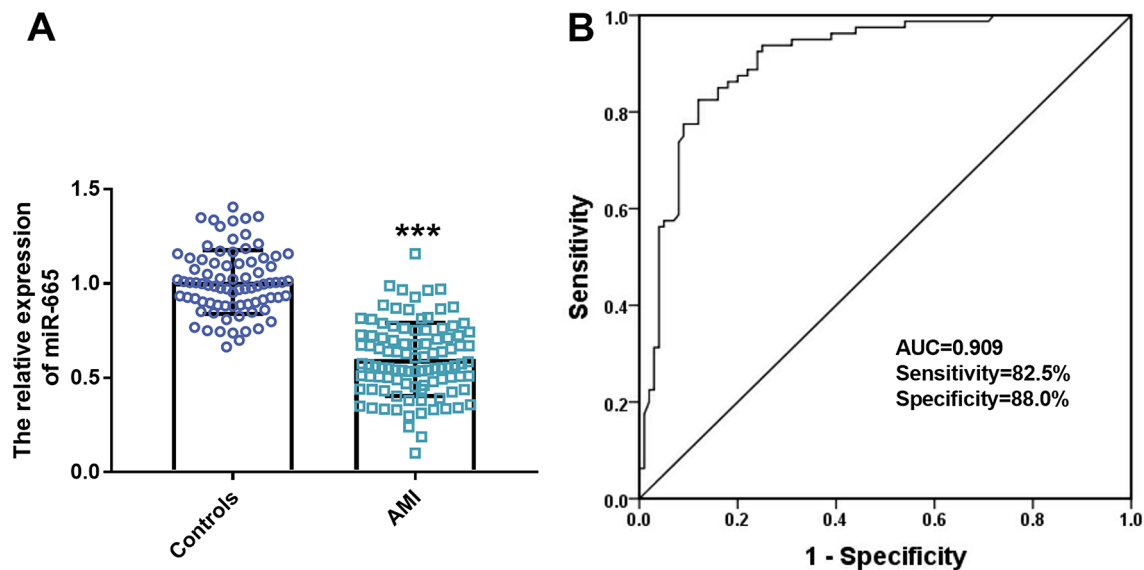 A
The relative expression
of miR-665
1.5
1.0
0.5
0.0
***
Controls
AMI
B
Sensitivity
1.0
0.8
0.6
0.4
0.2
0.0
AUC=0.909
Sensitivity=82.5%
Specificity=88.0%
0.0 0.2 0.4 0.6 0.8 1.0
1 - Specificity